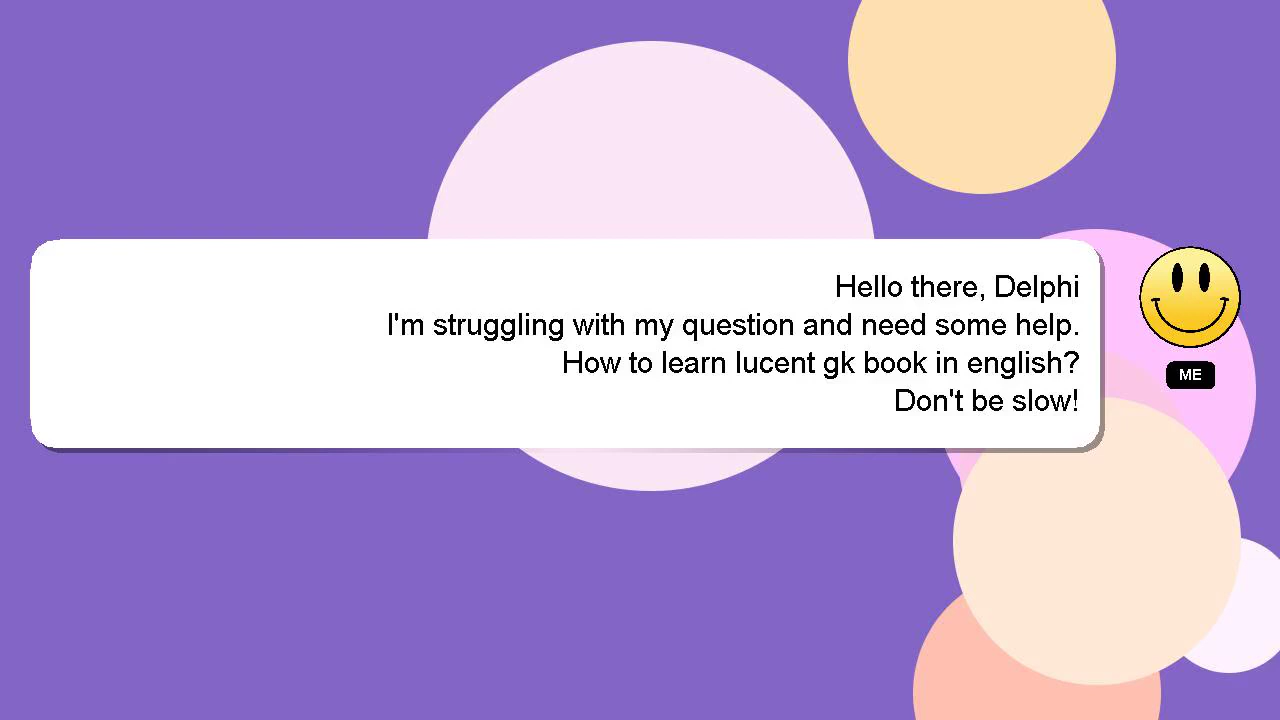 Hello there, Delphi
I'm struggling with my question and need some help.
How to learn lucent gk book in english?
Don't be slow!
ME